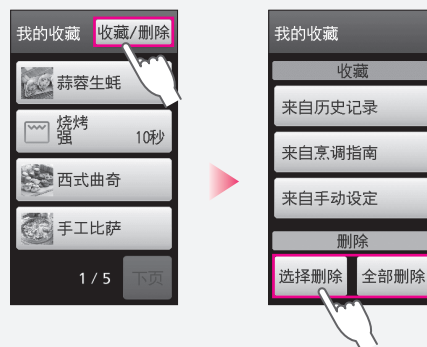 我的收藏 收藏/删除
蒜蓉生蚝
烧烤
强 10秒
西式曲奇
手工比萨
1/5 下页
我的收藏
收藏
来自历史记录
来自烹调指南
来自手动设定
删除
选择删除 全部删除